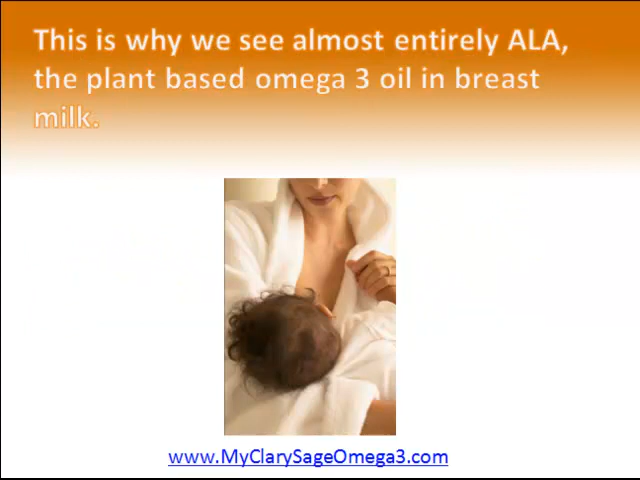 This is why we see almost entirely ALA,
the plant based omega 3 oil in breast
milk.
www.MyClarySageOmega3.com